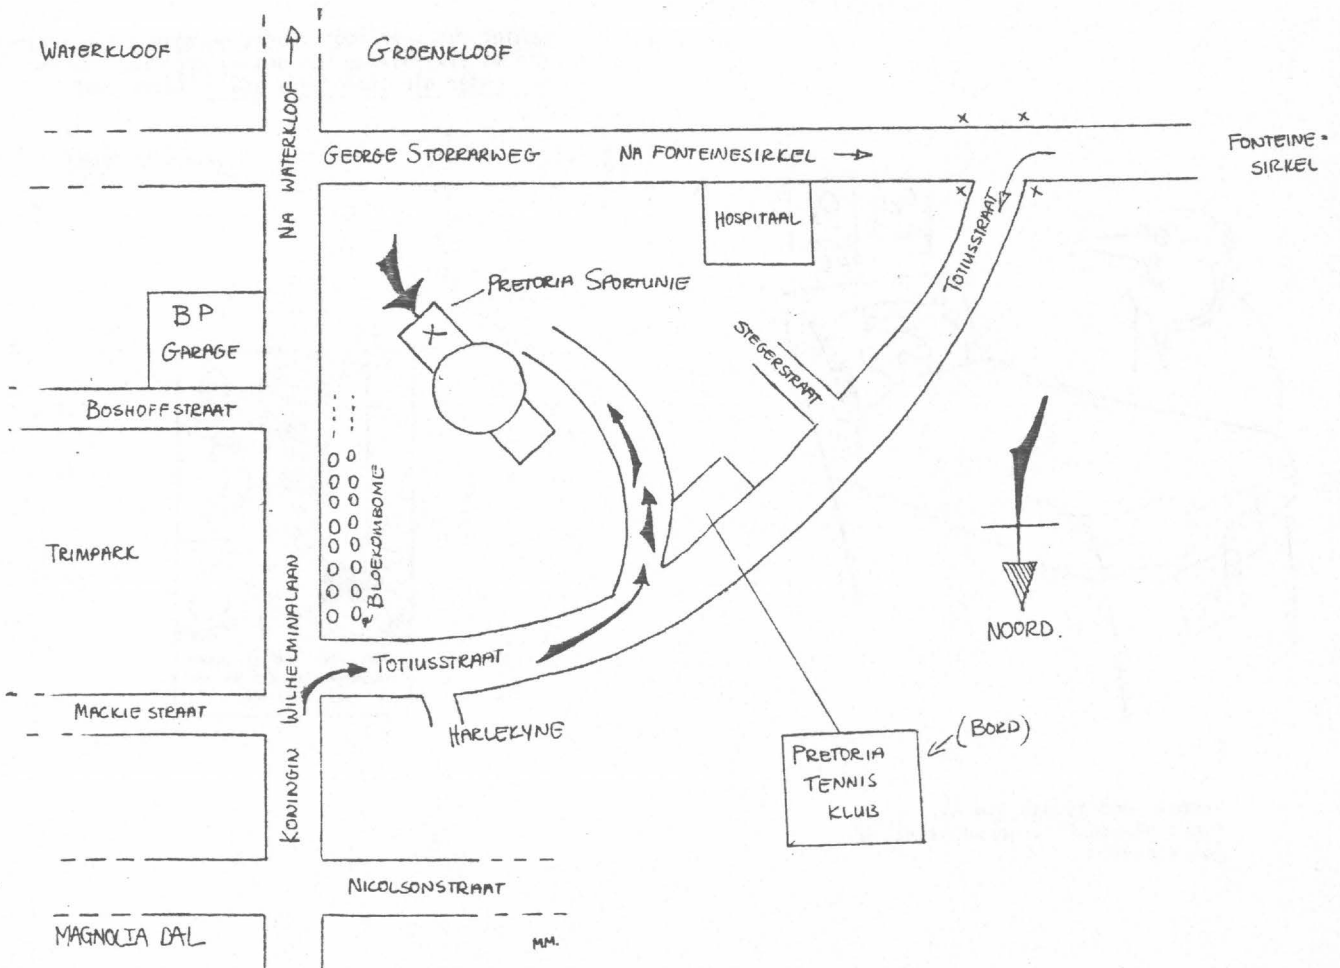 WATERKLOOF
GROENKLOOF
NA WATERKLOOF
GEORGE STORRARWEG
NA FONTEINESIRKEL
FONTEINE-
SIRKEL
HOSPITAAL
TOTIUSSTRAAT
PRETORIA SPORTUNIE
BP
GARAGE
STEGERSTRAAT
BOSHOFFSTRAAT
BLOEKOMBOME
TRIMPARK
NOORD.
KONINGIN WILHELMINALAAN
TOTIUSSTRAAT
MACKIE STRAAT
HARLEKYNE
(BORD)
PRETORIA
TENNIS
KLUB
NICOLSONSTRAAT
MAGNOLIA DAL
MM.